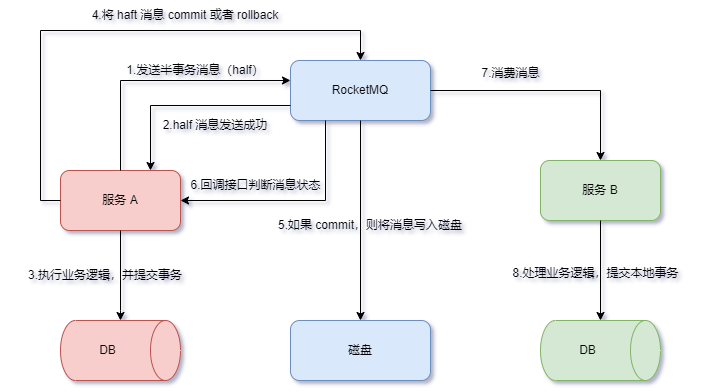 4.将 haft 消息 commit 或者 rollback
1.发送半事务消息（half）
7.消费消息
RocketMQ
2.half 消息发送成功
6.回调接口判断消息状态
服务 A
服务 B
5.如果 commit，则将消息写入磁盘
3.执行业务逻辑，并提交事务
8.处理业务逻辑，提交本地事务
DB
磁盘
DB